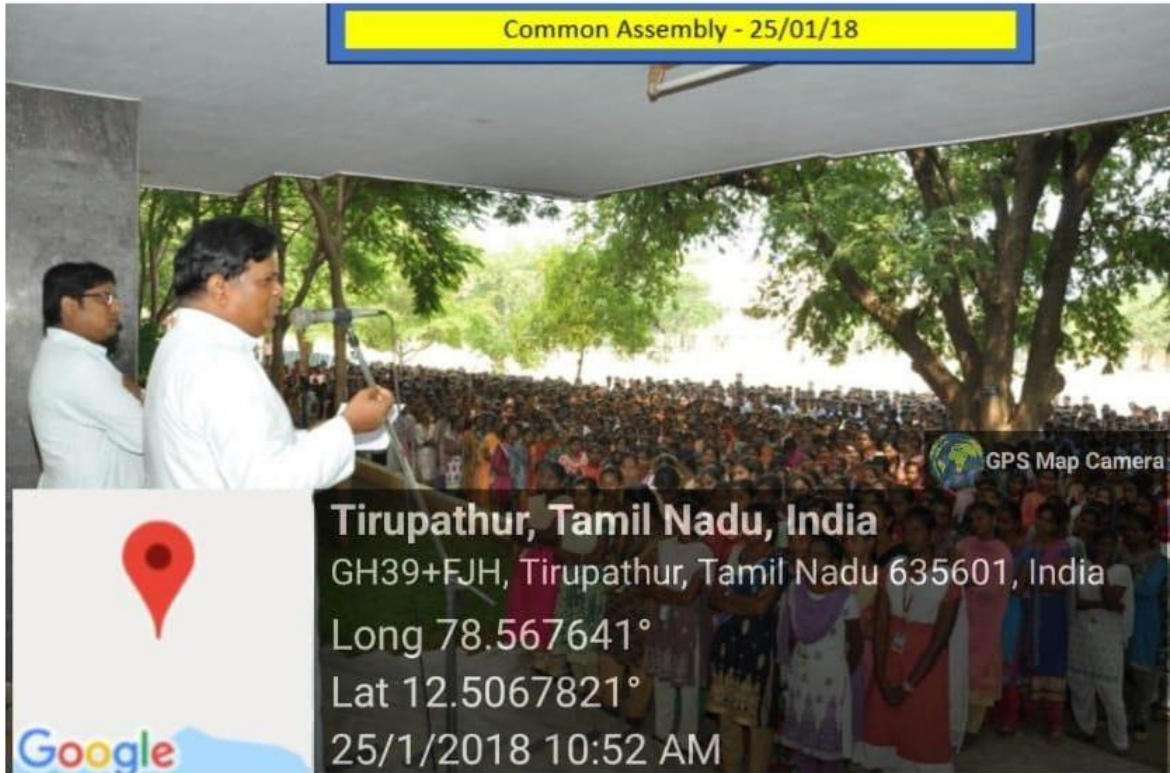 Common Assembly - 25/01/18
GPS Map Camera
Tirupathur, Tamil Nadu, India
GH39+FJH, Tirupathur, Tamil Nadu 635601, India
Long 78.567641°
Lat 12.5067821°
25/1/2018 10:52 AM
Google